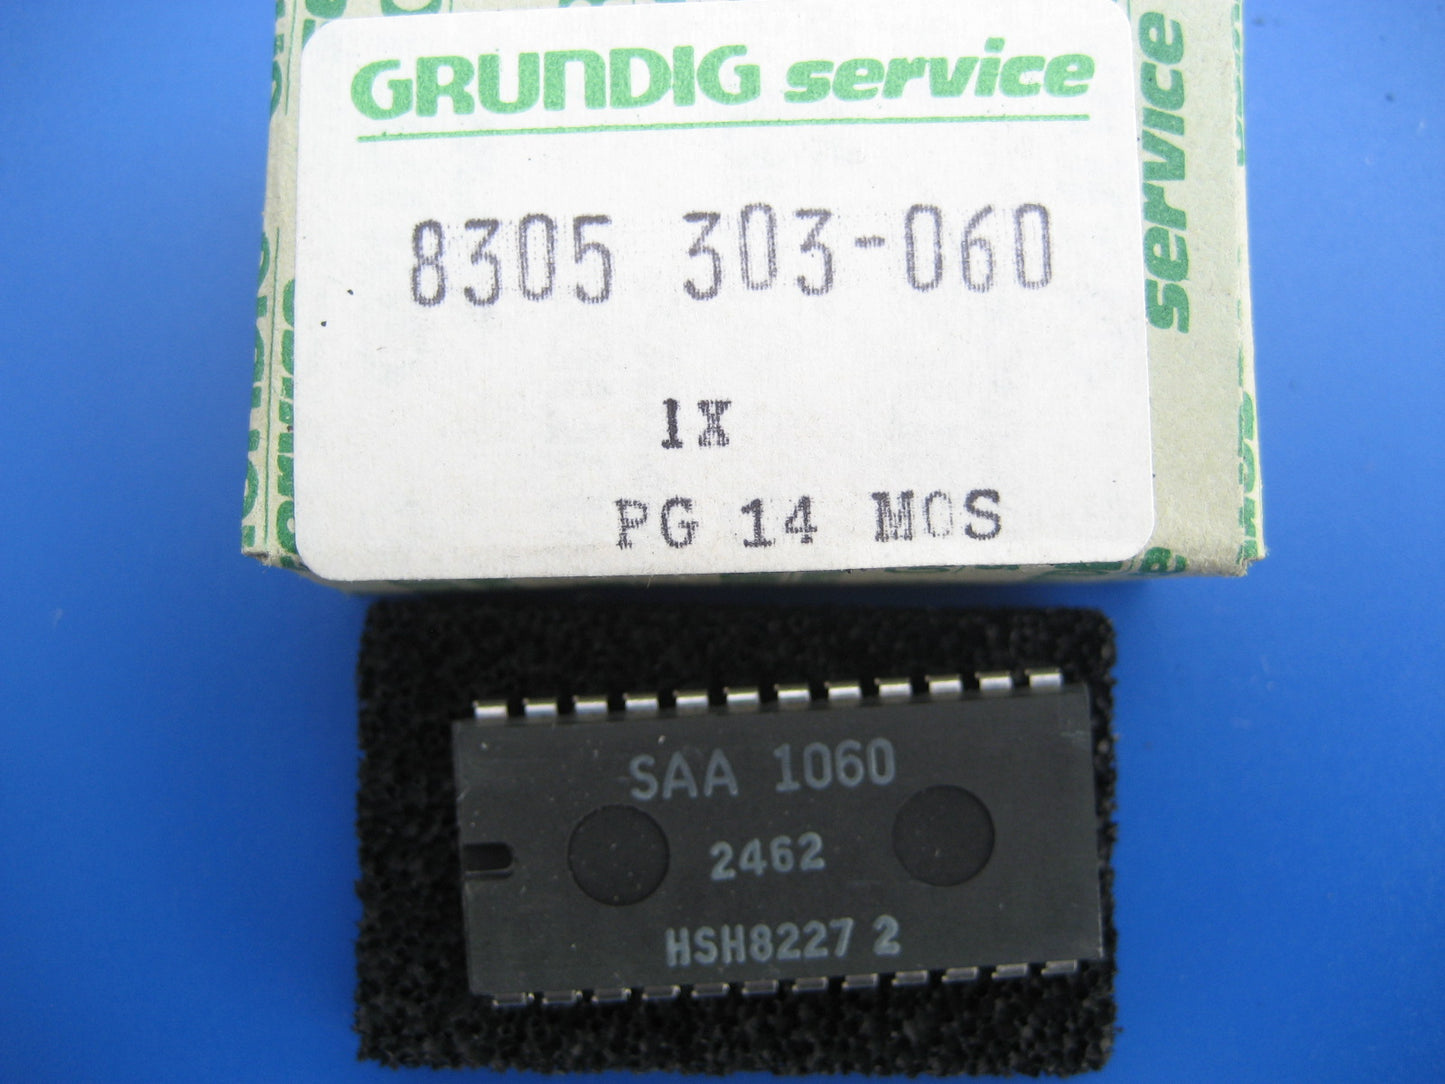 GRUNDIG service
8305 303-060
1X
PG 14 MOS
service
SAA 1060
2462
HSH8227 2